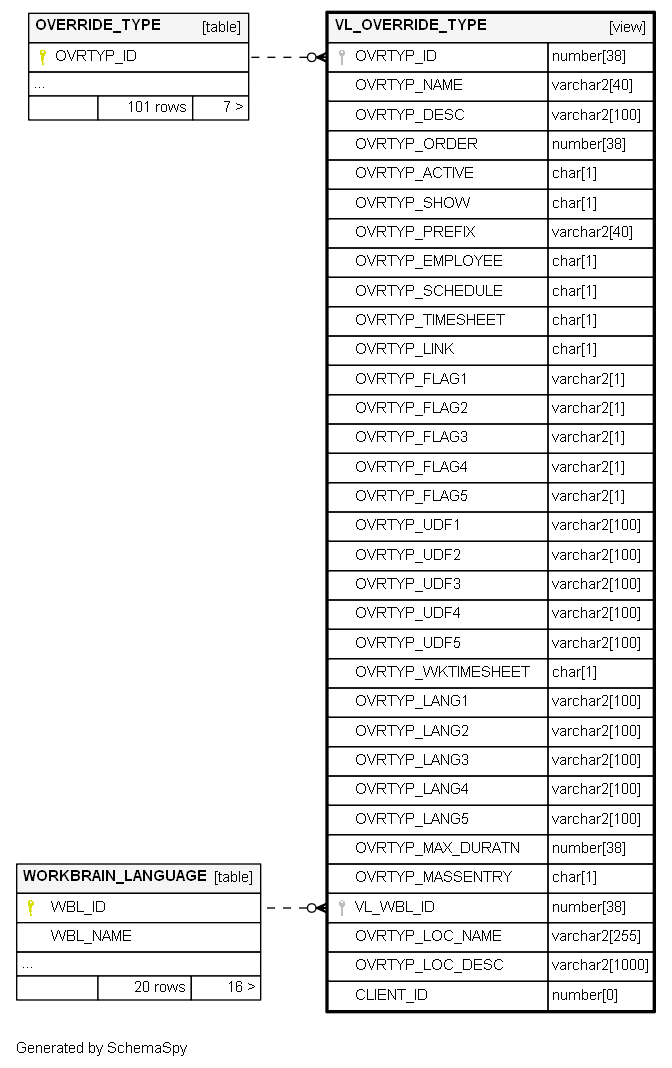 OVERRIDE_TYPE [table]
OVRTYP_ID
...
101 rows 7 >
VL_OVERRIDE_TYPE [view]
OVRTYP_ID number[38]
OVRTYP_NAME varchar2[40]
OVRTYP_DESC varchar2[100]
OVRTYP_ORDER number[38]
OVRTYP_ACTIVE char[1]
OVRTYP_SHOW char[1]
OVRTYP_PREFIX varchar2[40]
OVRTYP_EMPLOYEE char[1]
OVRTYP_SCHEDULE char[1]
OVRTYP_TIMESHEET char[1]
OVRTYP_LINK char[1]
OVRTYP_FLAG1 varchar2[1]
OVRTYP_FLAG2 varchar2[1]
OVRTYP_FLAG3 varchar2[1]
OVRTYP_FLAG4 varchar2[1]
OVRTYP_FLAG5 varchar2[1]
OVRTYP_UDF1 varchar2[100]
OVRTYP_UDF2 varchar2[100]
OVRTYP_UDF3 varchar2[100]
OVRTYP_UDF4 varchar2[100]
OVRTYP_UDF5 varchar2[100]
OVRTYP_WKTIMESHEET char[1]
OVRTYP_LANG1 varchar2[100]
OVRTYP_LANG2 varchar2[100]
OVRTYP_LANG3 varchar2[100]
OVRTYP_LANG4 varchar2[100]
OVRTYP_LANG5 varchar2[100]
OVRTYP_MAX_DURATN number[38]
OVRTYP_MASSENTRY char[1]
VL_WBL_ID number[38]
OVRTYP_LOC_NAME varchar2[255]
OVRTYP_LOC_DESC varchar2[1000]
CLIENT_ID number[0]
WORKBRAIN_LANGUAGE [table]
WBL_ID
WBL_NAME
...
20 rows 16 >
Generated by SchemaSpy